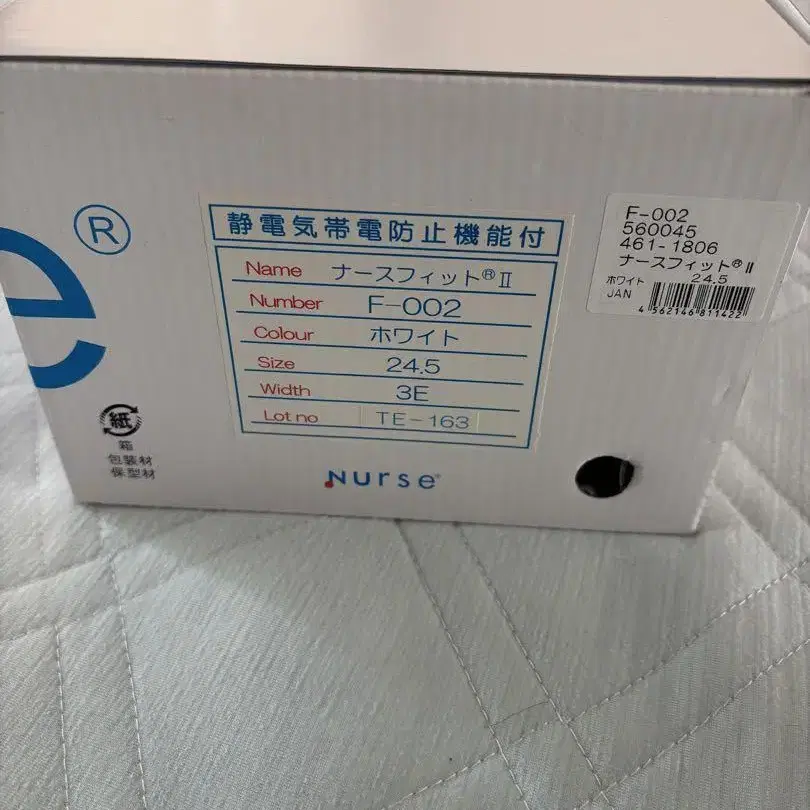 e®
静電気帯電防止機能付
Name ナースフィット®Ⅱ
Number F-002
Colour ホワイト
Size 24.5
Width 3E
Lot no TE-163
Nurse®
紙
箱
包装材
保型材
F-002
560045
461-1806
ナースフィット®Ⅱ
ホワイト 24.5
JAN
4 562146 811422